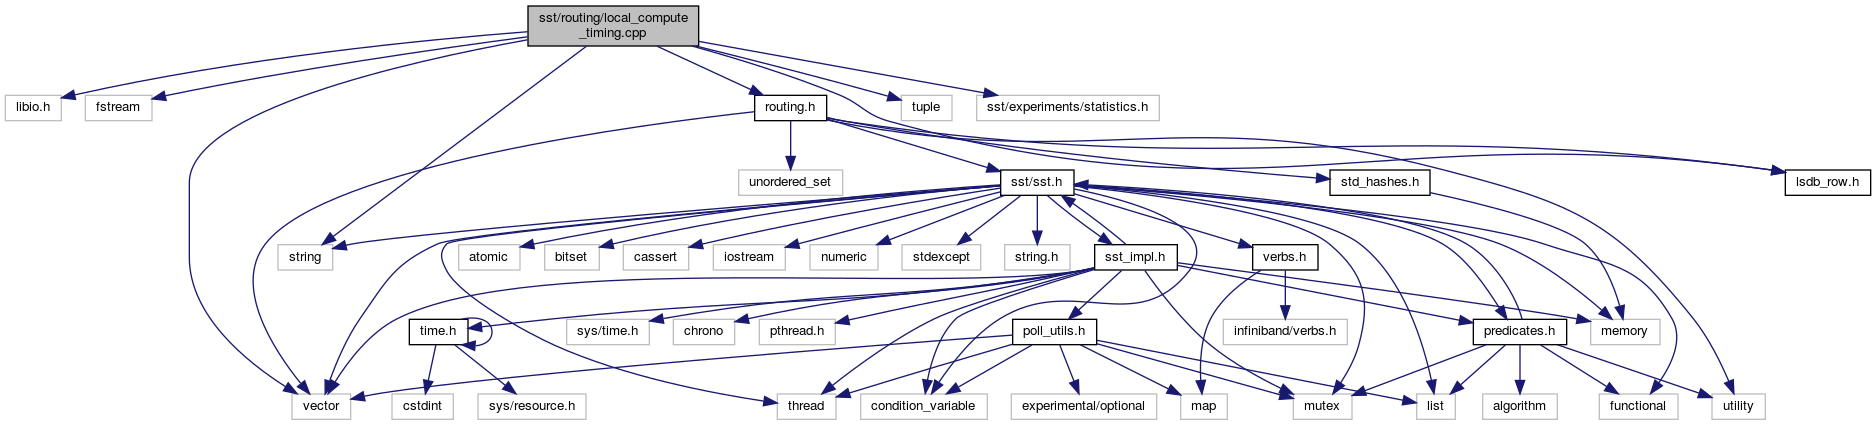 sst/routing/local_compute
_timing.cpp
libio.h
fstream
routing.h
tuple
sst/experiments/statistics.h
unordered_set
sst/sst.h
std_hashes.h
lsdb_row.h
string
atomic
bitset
cassert
iostream
numeric
stdexcept
string.h
sst_impl.h
verbs.h
time.h
sys/time.h
chrono
pthread.h
poll_utils.h
infiniband/verbs.h
predicates.h
memory
vector
cstdint
sys/resource.h
thread
condition_variable
experimental/optional
map
mutex
list
algorithm
functional
utility